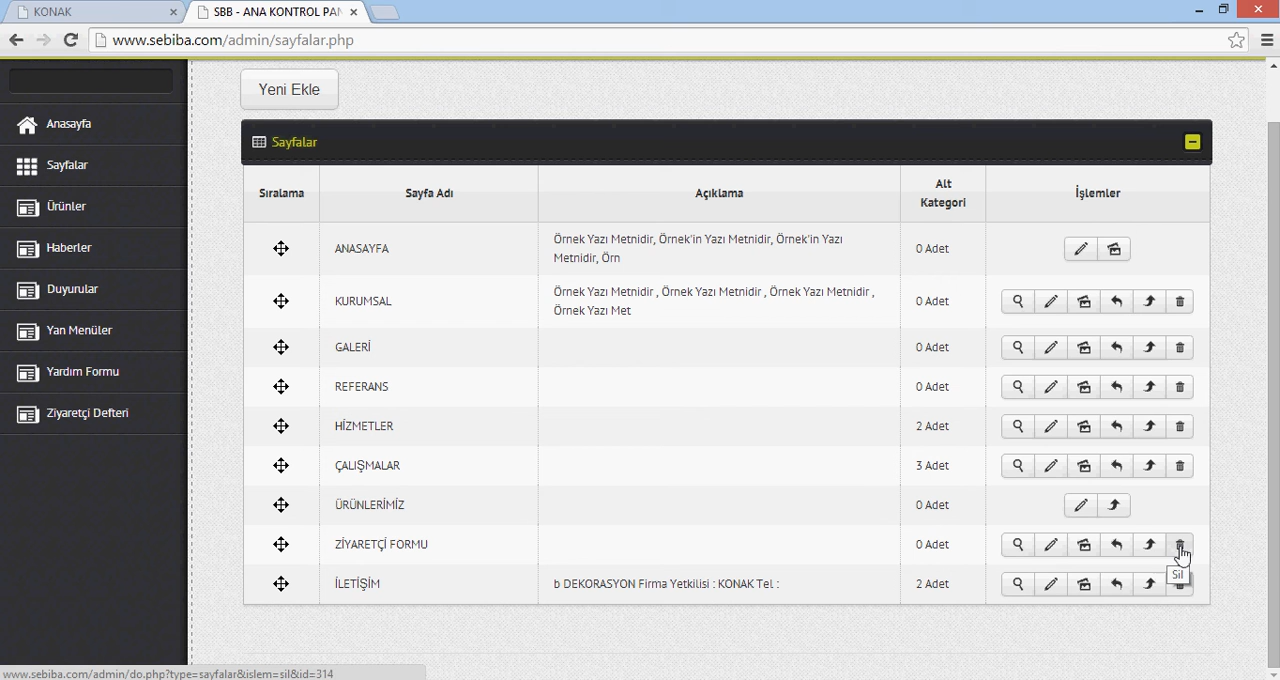 KONAK
SBB - ANA KONTROL PAN
www.sebiba.com/admin/sayfalar.php
Anasayfa
Sayfalar
Ürünler
Haberler
Duyurular
Yan Menüler
Yardım Formu
Ziyaretçi Defteri
Yeni Ekle
Sayfalar
Sıralama Sayfa Adı Açıklama Alt Kategori İşlemler
ANASAYFA Örnek Yazı Metnidir, Örnek'in Yazı Metnidir, Örnek'in Yazı 0 Adet
Metnidir, Örn
KURUMSAL Örnek Yazı Metnidir , Örnek Yazı Metnidir , Örnek Yazı Metnidir , 0 Adet
Örnek Yazı Met
GALERİ 0 Adet
REFERANS 0 Adet
HİZMETLER 2 Adet
ÇALIŞMALAR 3 Adet
ÜRÜNLERİMİZ 0 Adet
ZİYARETÇİ FORMU 0 Adet
Sil
İLETİŞİM b DEKORASYON Firma Yetkilisi : KONAK Tel : 2 Adet
www.sebiba.com/admin/do.php?type=sayfalar&islem=sil&id=314